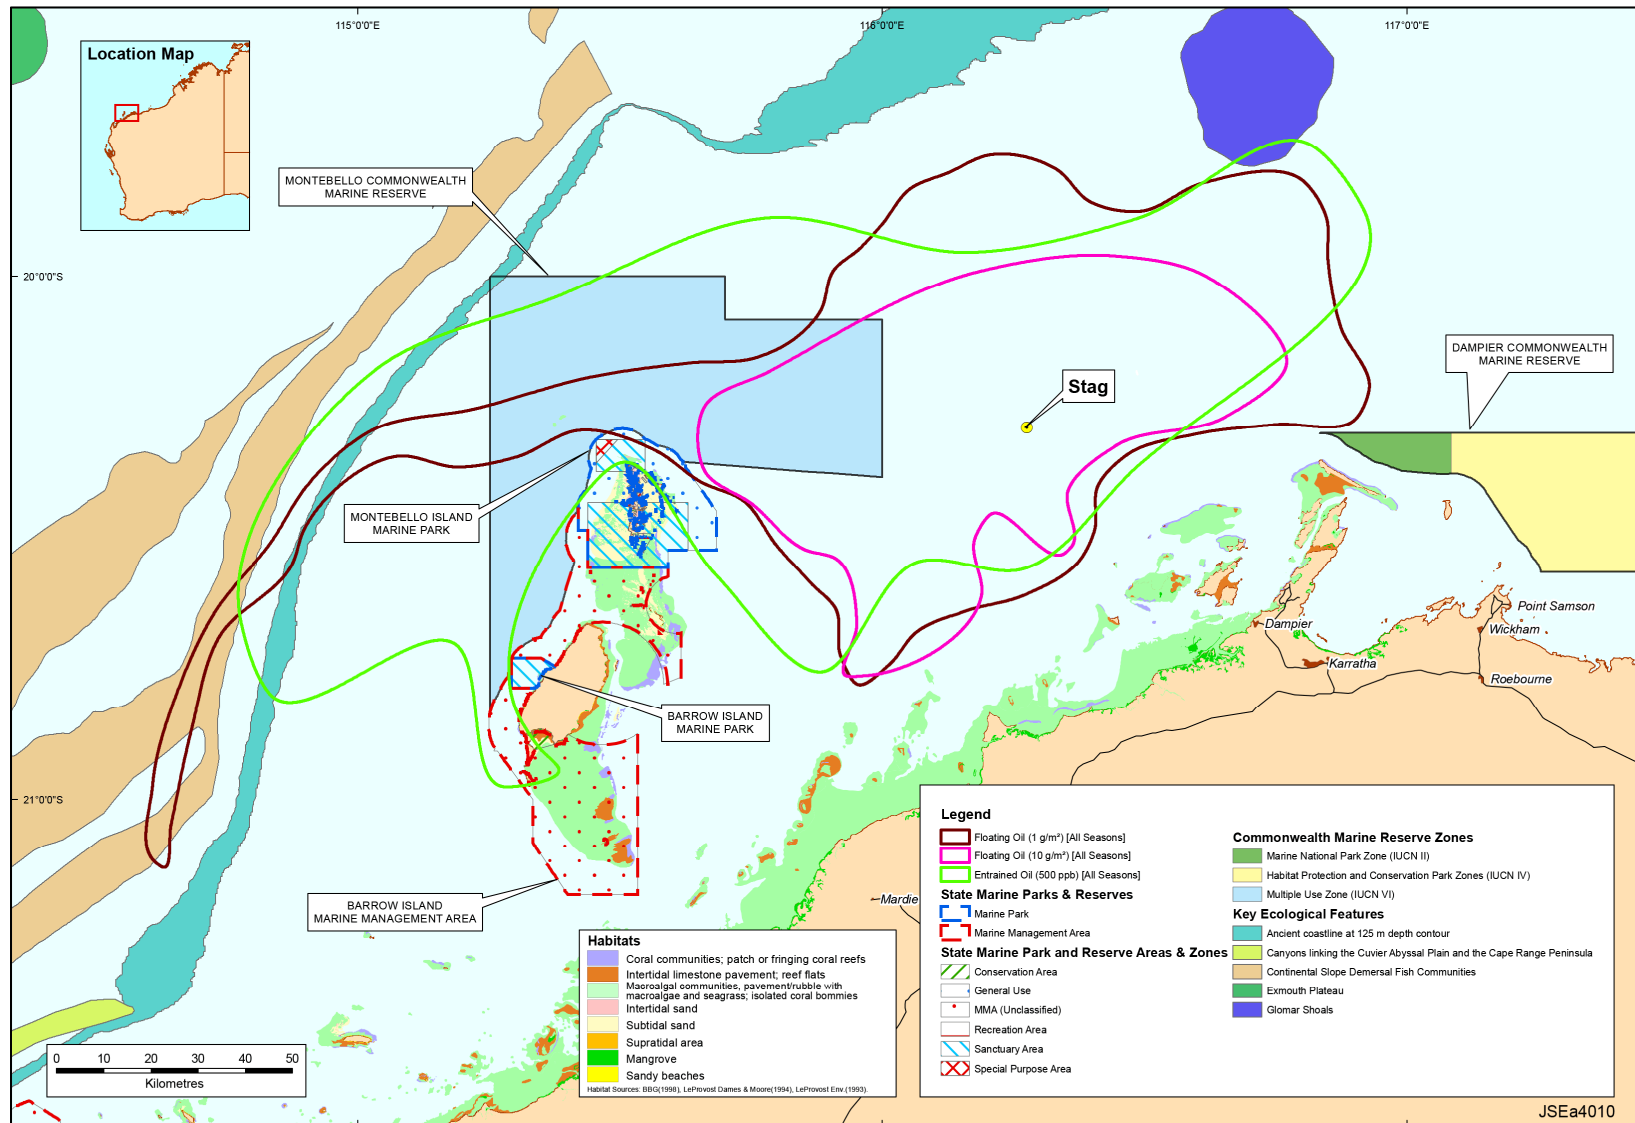 115°0'0"E
116°0'0"E
117°0'0"E
Location Map
MONTEBELLO COMMONWEALTH
MARINE RESERVE
20°0'0"S
DAMPIER COMMONWEALTH
MARINE RESERVE
Stag
MONTEBELLO ISLAND
MARINE PARK
Point Samson
Dampier
Wickham
Karratha
Roebourne
BARROW ISLAND
MARINE PARK
21°0'0"S
BARROW ISLAND
MARINE MANAGEMENT AREA
Mardie
Legend
Floating Oil (1 g/m²) [All Seasons]
Floating Oil (10 g/m²) [All Seasons]
Entrained Oil (500 ppb) [All Seasons]
State Marine Parks & Reserves
Marine Park
Marine Management Area
State Marine Park and Reserve Areas & Zones
Conservation Area
General Use
MMA (Unclassified)
Recreation Area
Sanctuary Area
Special Purpose Area
Commonwealth Marine Reserve Zones
Marine National Park Zone (IUCN II)
Habitat Protection and Conservation Park Zones (IUCN IV)
Multiple Use Zone (IUCN VI)
Key Ecological Features
Ancient coastline at 125 m depth contour
Canyons linking the Cuvier Abyssal Plain and the Cape Range Peninsula
Continental Slope Demersal Fish Communities
Exmouth Plateau
Glomar Shoals
Habitats
Coral communities; patch or fringing coral reefs
Intertidal limestone pavement; reef flats
Macroalgal communities, pavement/rubble with
macroalgae and seagrass; isolated coral bommies
Intertidal sand
Subtidal sand
Supratidal area
Mangrove
Sandy beaches
Habitat Sources: BBG(1998), LeProvost Dames & Moore(1994), LeProvost Env.(1993).
0 10 20 30 40 50
Kilometres
JSEa4010